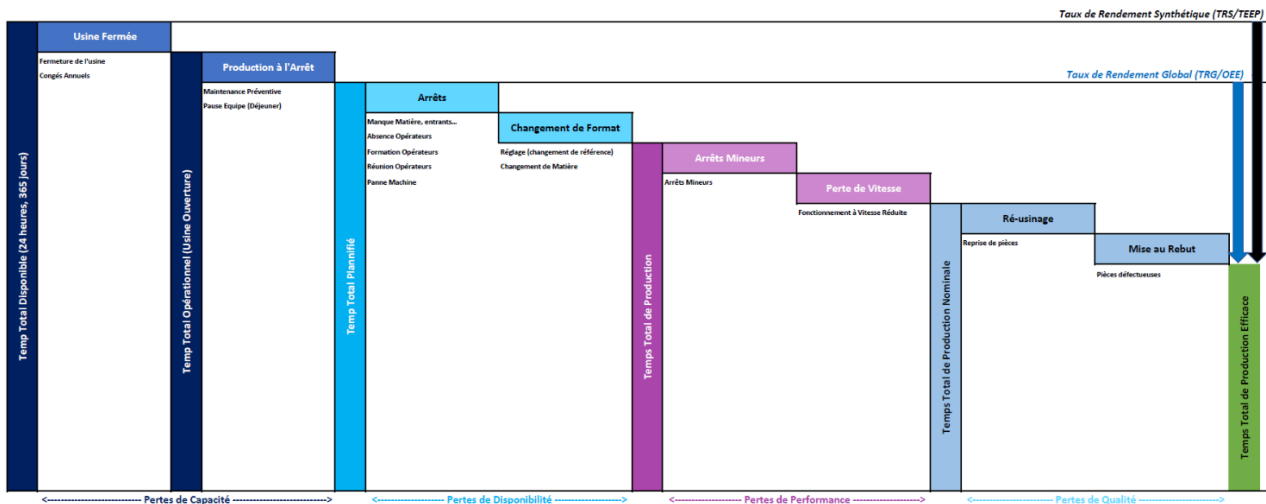 Taux de Rendement Synthétique (TRS/TEEP)
Usine Fermée
Fermeture de l'usine
Congés Annuels
Production à l'Arrêt
Taux de Rendement Global (TRG/OEE)
Maintenance Préventive
Pause Equipe (Déjeuner)
Arrêts
Manque Matière, entrants...
Absence Opérateurs
Formation Opérateurs
Réunion Opérateurs
Panne Machine
Changement de Format
Réglage (changement de référence)
Changement de Matière
Arrêts Mineurs
Arrêts Mineurs
Perte de Vitesse
Fonctionnement à Vitesse Réduite
Ré-usinage
Reprise de pièces
Mise au Rebut
Pièces défectueuses
Temp Total Disponible (24 heures, 365 jours)
Temp Total Opérationnel (Usine Ouverture)
Temp Total Plannifié
Temps Total de Production
Temps Total de Production Nominale
Temps Total de Production Efficace
Pertes de Capacité
Pertes de Disponibilité
Pertes de Performance
Pertes de Qualité